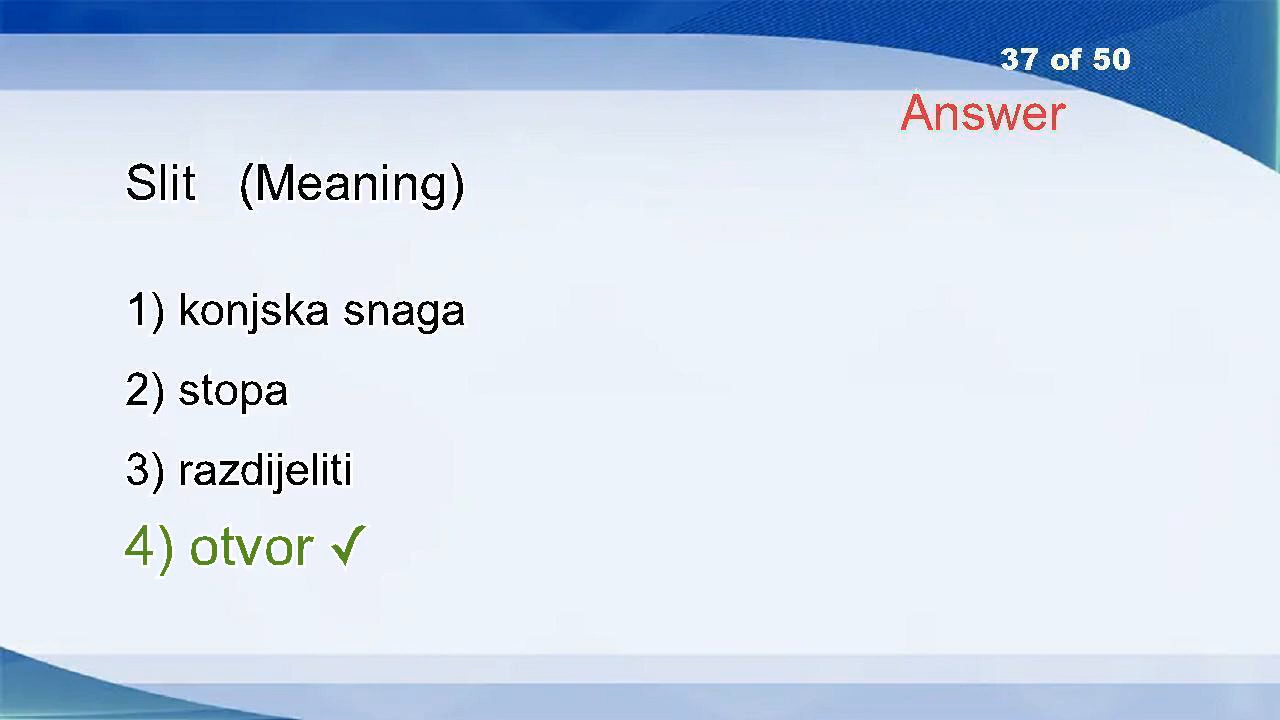 37 of 50
Answer
Slit (Meaning)
1) konjska snaga
2) stopa
3) razdijeliti
4) otvor ✓